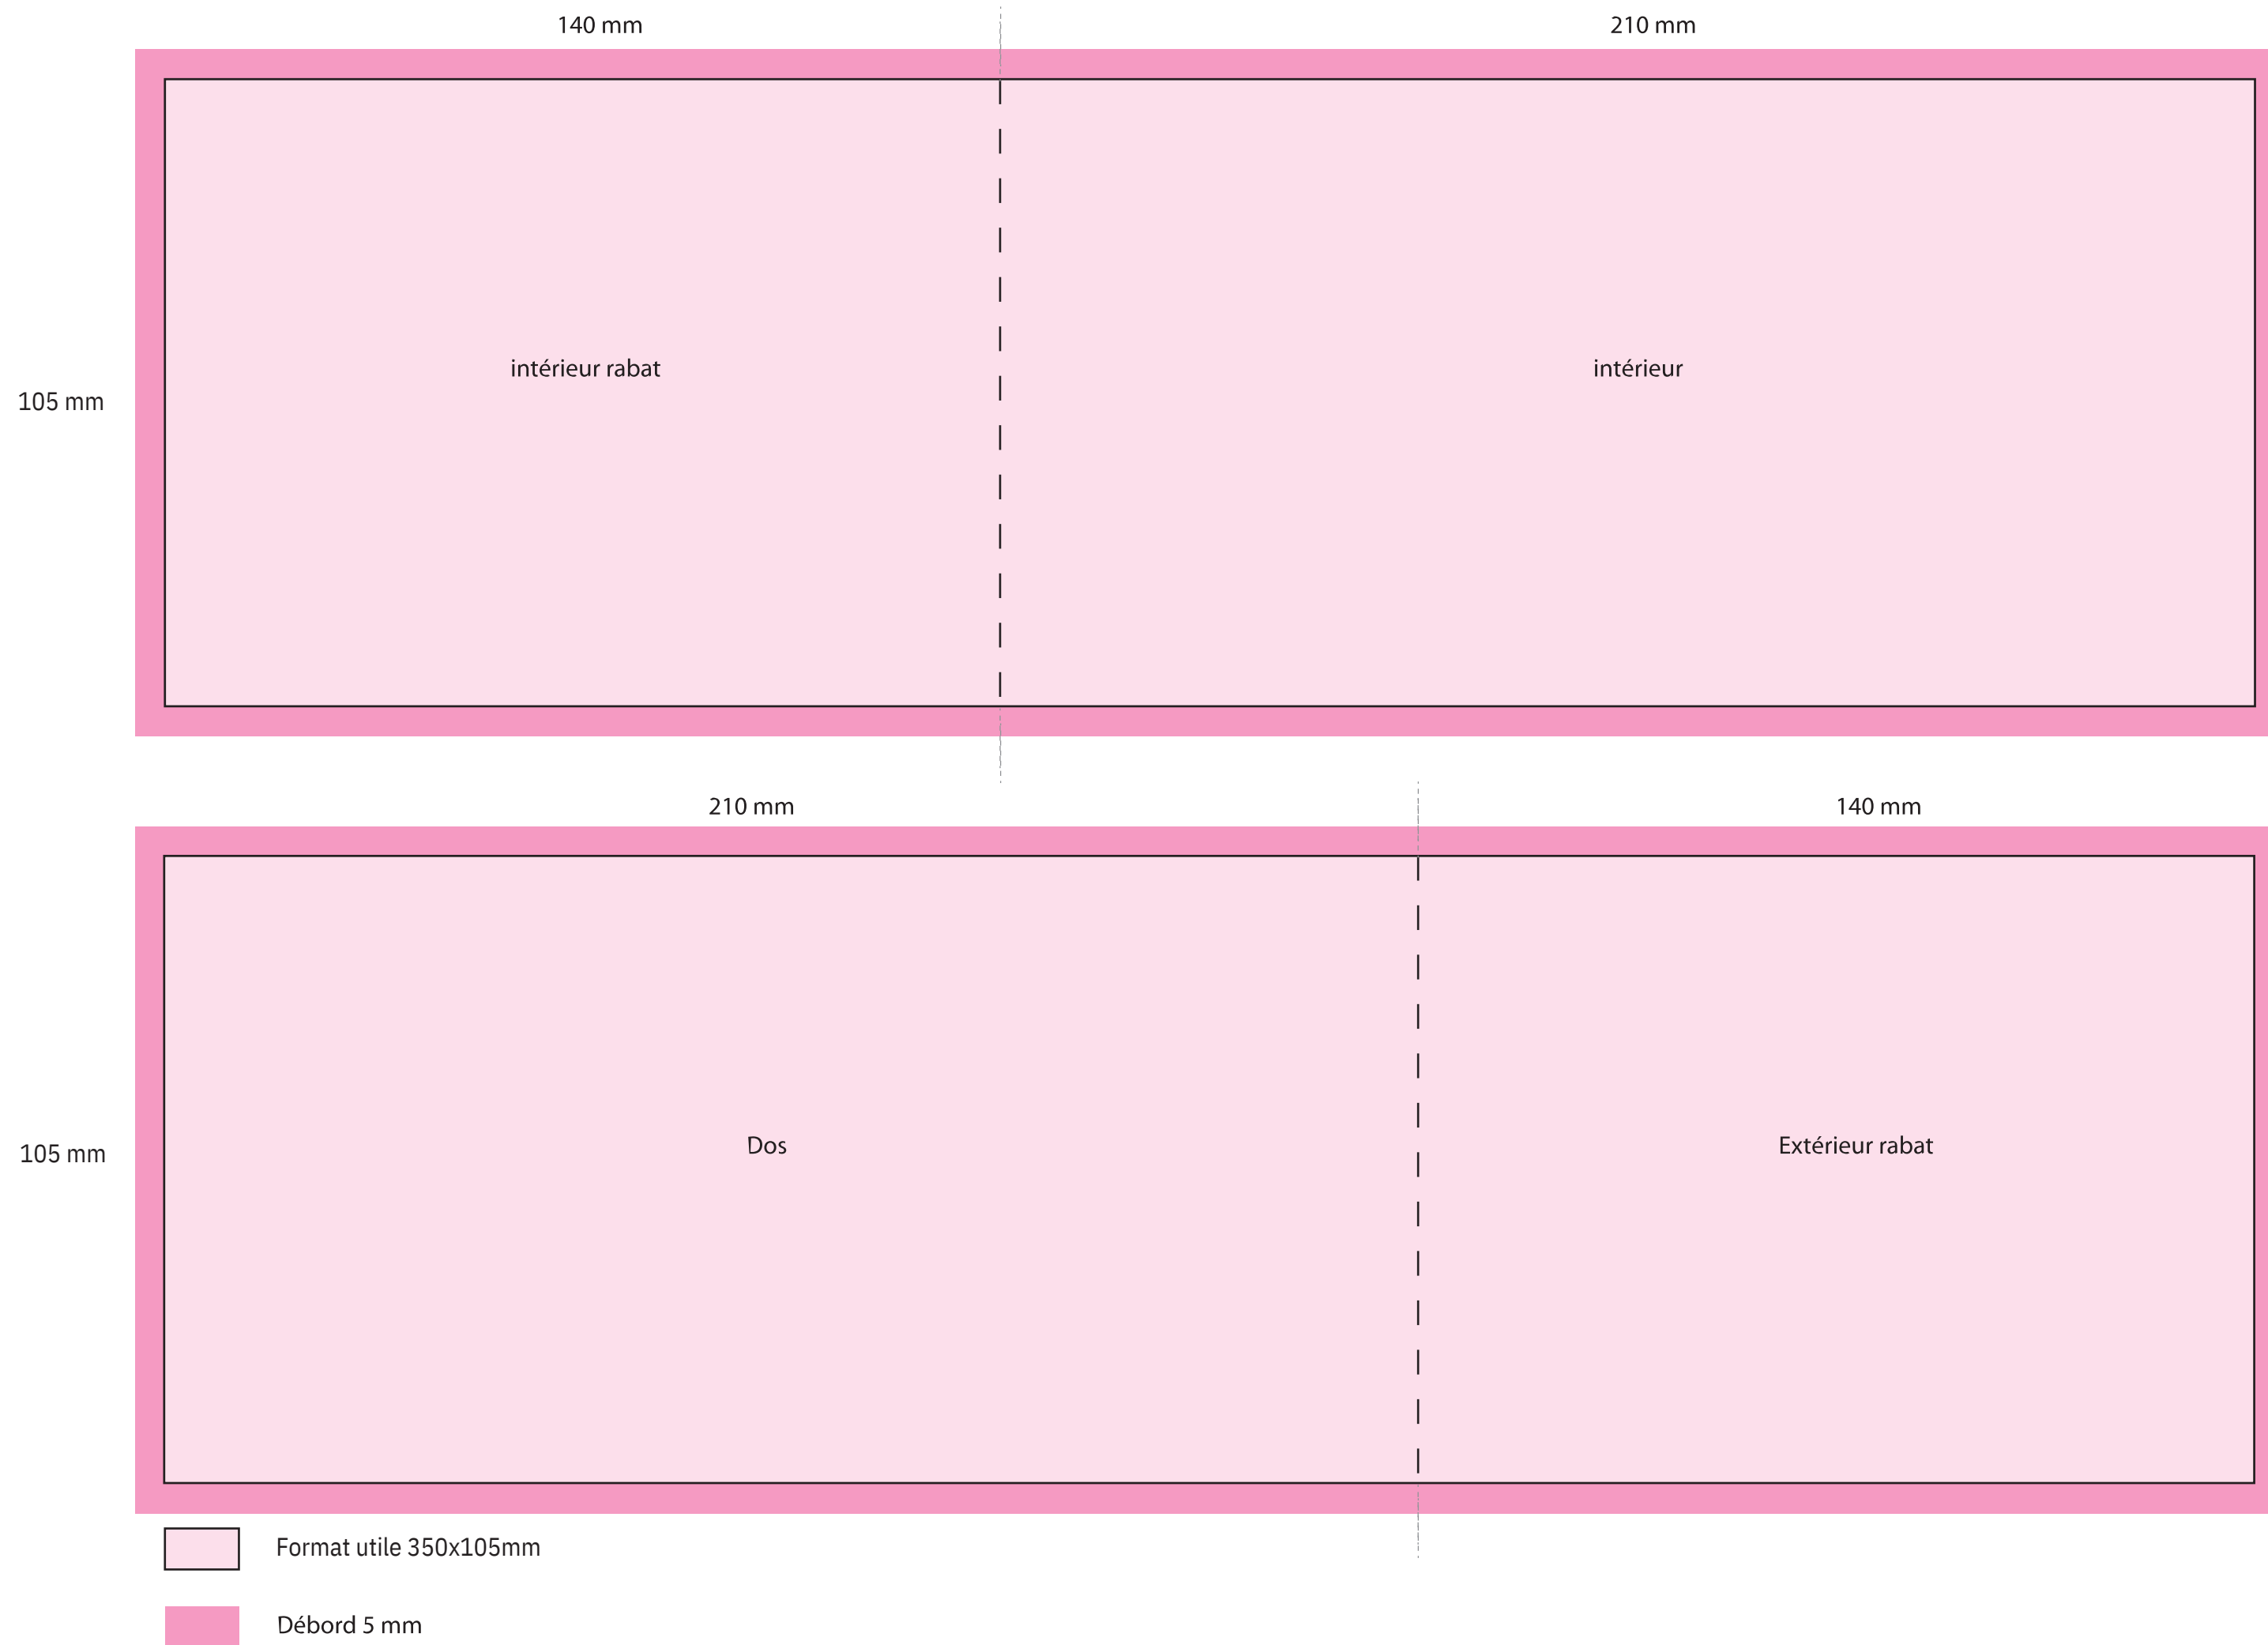 140 mm
210 mm
intérieur rabat
intérieur
105 mm
210 mm
140 mm
Dos
Extérieur rabat
105 mm
Format utile 350x105mm
Débord 5 mm